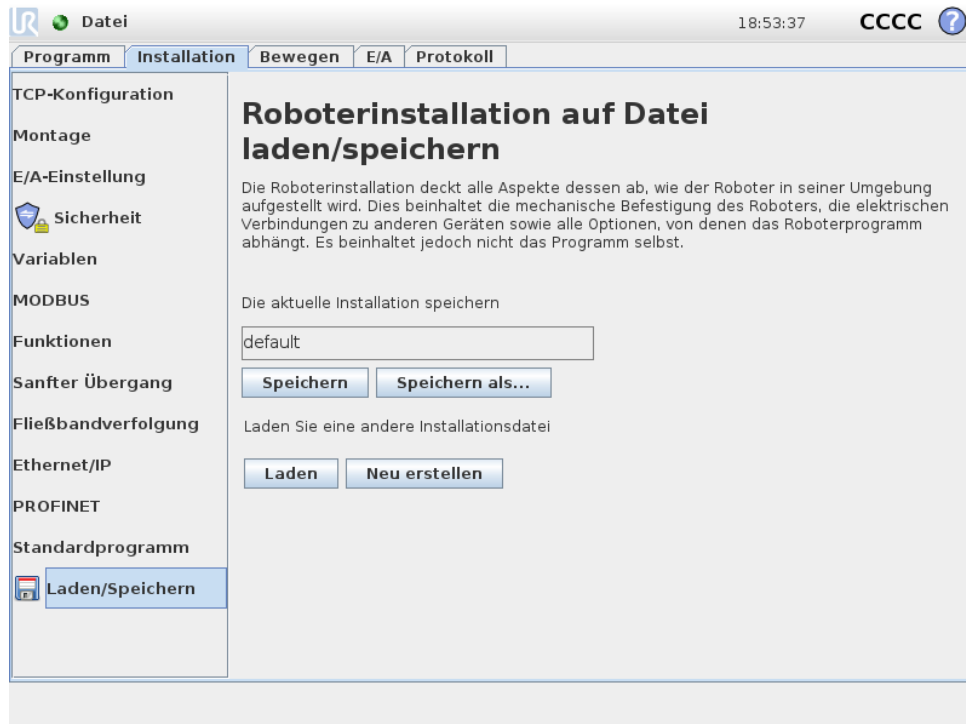 UR Datei 18:53:37 CCCC ?
Programm Installation Bewegen E/A Protokoll
TCP-Konfiguration
Montage
E/A-Einstellung
Sicherheit
Variablen
MODBUS
Funktionen
Sanfter Übergang
Fließbandverfolgung
Ethernet/IP
PROFINET
Standardprogramm
Laden/Speichern
Roboterinstallation auf Datei
laden/speichern
Die Roboterinstallation deckt alle Aspekte dessen ab, wie der Roboter in seiner Umgebung
aufgestellt wird. Dies beinhaltet die mechanische Befestigung des Roboters, die elektrischen
Verbindungen zu anderen Geräten sowie alle Optionen, von denen das Roboterprogramm
abhängt. Es beinhaltet jedoch nicht das Programm selbst.
Die aktuelle Installation speichern
default
Speichern Speichern als...
Laden Sie eine andere Installationsdatei
Laden Neu erstellen